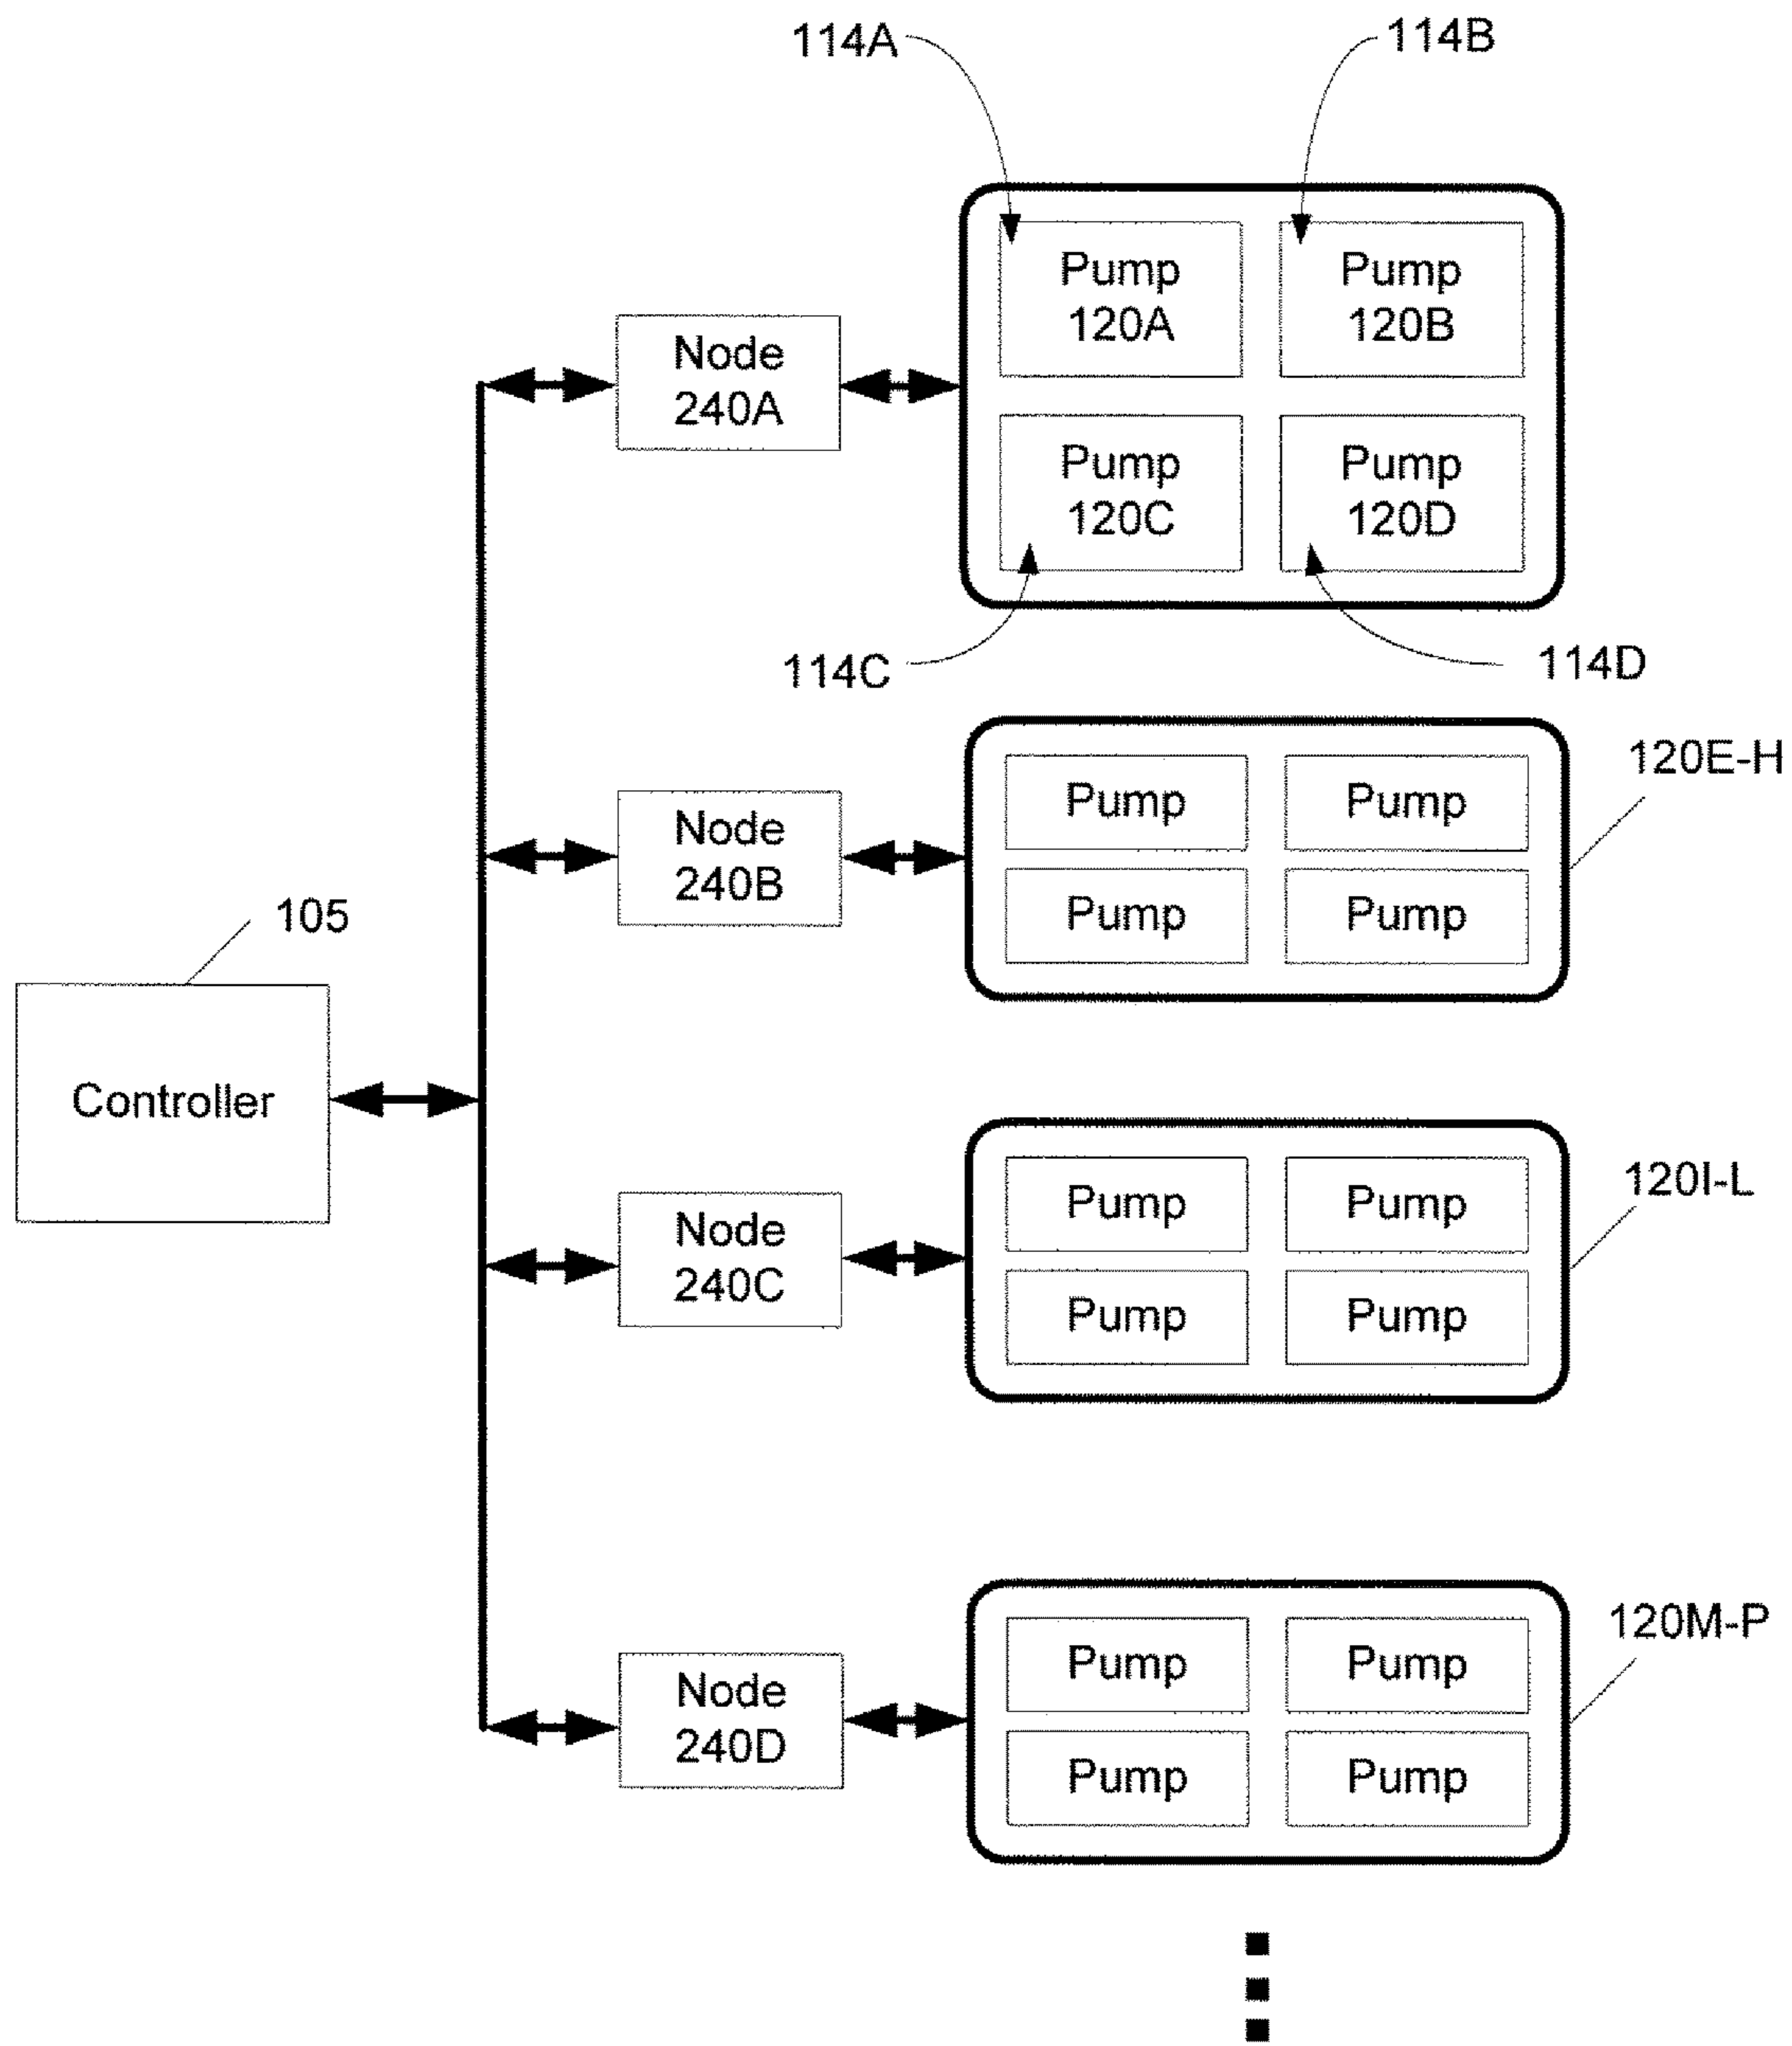 114A
114B
Pump
120A
Pump
120B
Node
240A
Pump
120C
Pump
120D
114C
114D
120E-H
Pump
Pump
Node
240B
Pump
Pump
105
Controller
120I-L
Pump
Pump
Node
240C
Pump
Pump
120M-P
Pump
Pump
Node
240D
Pump
Pump